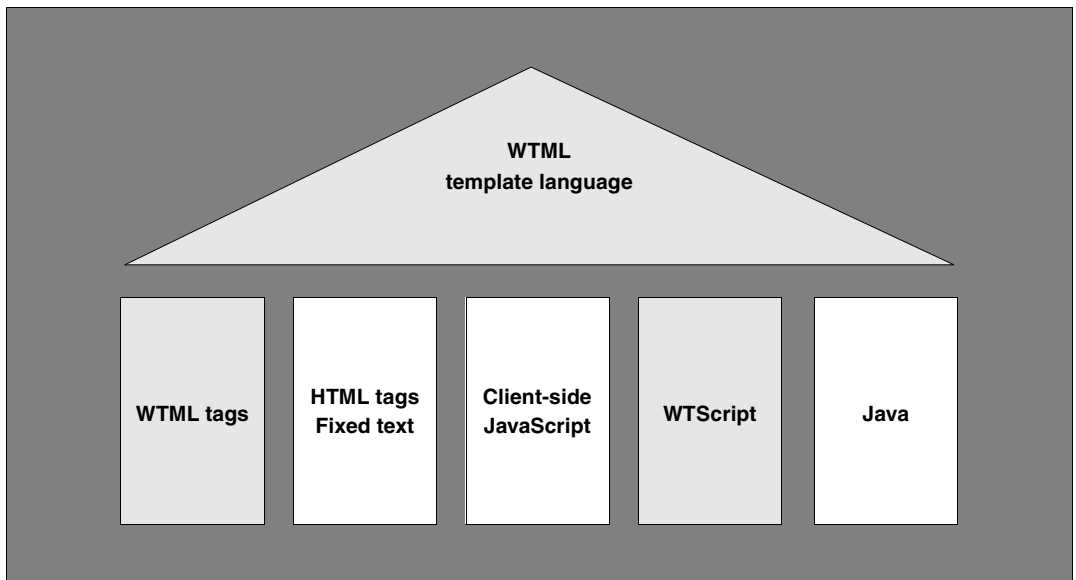 WTML
template language
WTML tags
HTML tags
Fixed text
Client-side
JavaScript
WTScript
Java